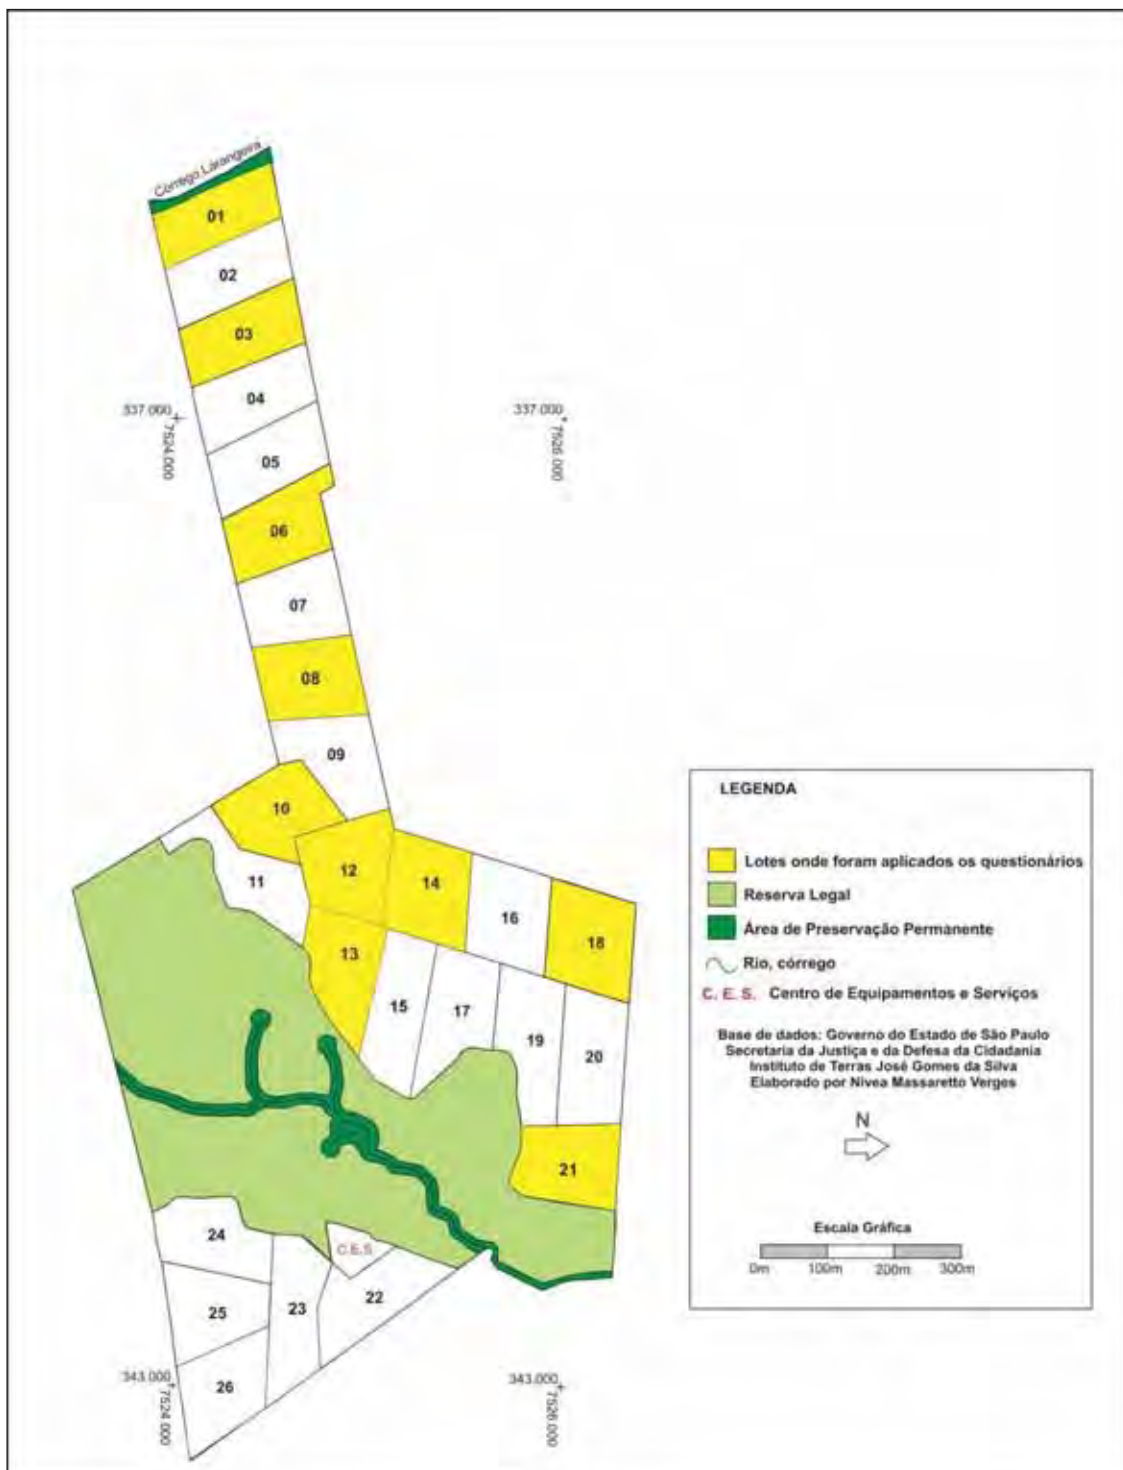 Córrego Larangeira
01
02
03
04
337.000
7524.000
337.000
7526.000
05
06
07
08
09
10
11
12
14
16
18
13
15
17
19
20
21
24
C.E.S
25
23
22
26
343.000
7524.000
343.000
7526.000
LEGENDA
Lotes onde foram aplicados os questionários
Reserva Legal
Área de Preservação Permanente
Rio, córrego
C. E. S. Centro de Equipamentos e Serviços
Base de dados: Governo do Estado de São Paulo
Secretaria da Justiça e da Defesa da Cidadania
Instituto de Terras José Gomes da Silva
Elaborado por Nivea Massaretto Verges
N
Escala Gráfica
0m 100m 200m 300m